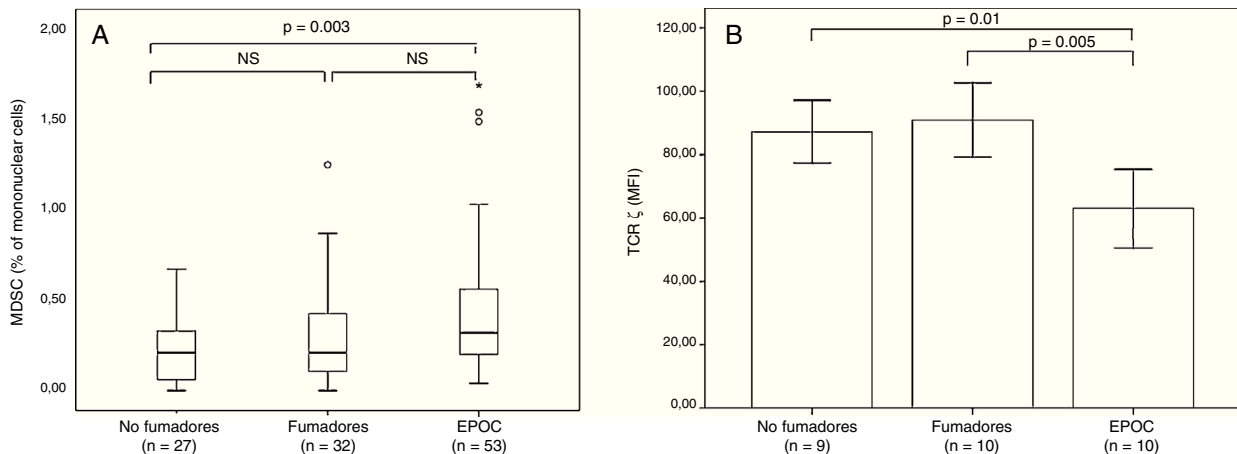 A
p = 0.003
NS
NS
*
MDSC (% of mononuclear cells)
2,00
1,50
1,00
0,50
0,00
No fumadores
(n = 27)
Fumadores
(n = 32)
EPOC
(n = 53)
B
p = 0.01
p = 0.005
TCR ζ (MFI)
120,00
100,00
80,00
60,00
40,00
20,00
0,00
No fumadores
(n = 9)
Fumadores
(n = 10)
EPOC
(n = 10)